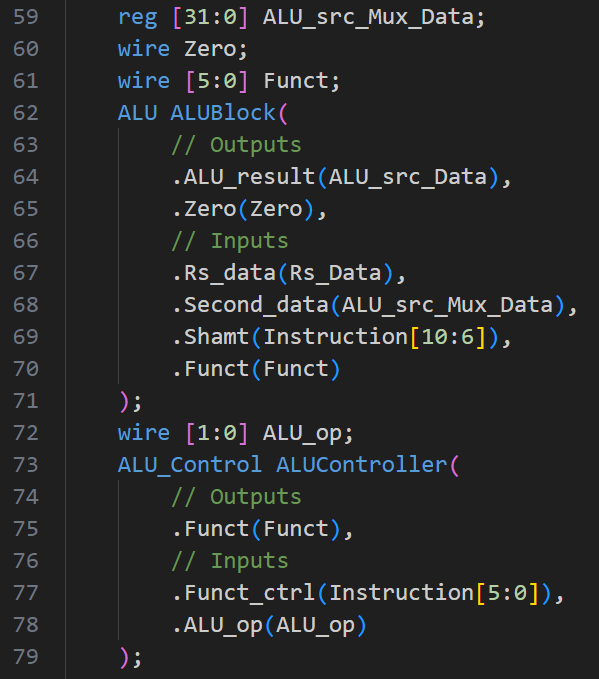 59 reg [31:0] ALU_src_Mux_Data;
60 wire Zero;
61 wire [5:0] Funct;
62 ALU ALUBlock(
63 // Outputs
64 .ALU_result(ALU_src_Data),
65 .Zero(Zero),
66 // Inputs
67 .Rs_data(Rs_Data),
68 .Second_data(ALU_src_Mux_Data),
69 .Shamt(Instruction[10:6]),
70 .Funct(Funct)
71 );
72 wire [1:0] ALU_op;
73 ALU_Control ALUController(
74 // Outputs
75 .Funct(Funct),
76 // Inputs
77 .Funct_ctrl(Instruction[5:0]),
78 .ALU_op(ALU_op)
79 );